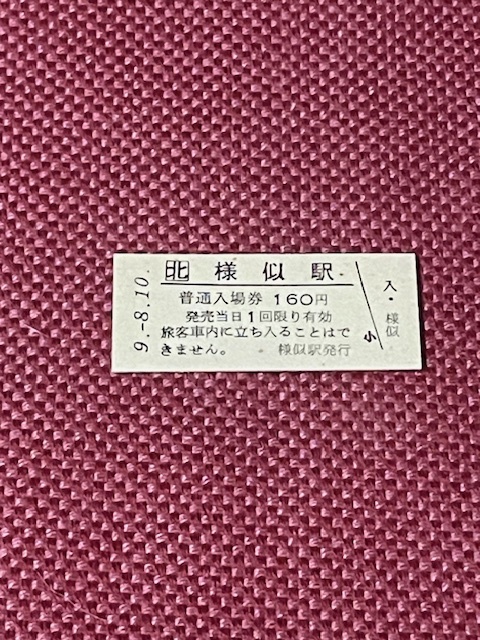 9.-8.10.
北 様似駅
普通入場券 160円
発売当日1回限り有効
旅客車内に立ち入ることはで
きません。 様似駅発行
小
入・様似